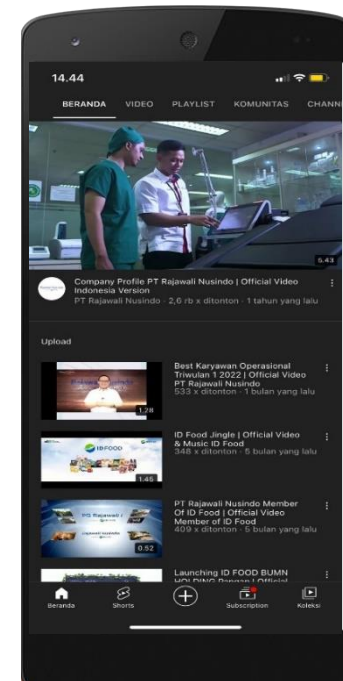 14.44
BERANDA VIDEO PLAYLIST KOMUNITAS CHANN
5.43
Company Profile PT Rajawali Nusindo | Official Video
Indonesia Version
PT Rajawali Nusindo · 2,6 rb x ditonton · 1 tahun yang lalu
Upload
Best Karyawan Operasional
Triwulan 1 2022 | Official Video
PT Rajawali Nusindo
533 x ditonton · 1 bulan yang lalu
1.28
ID Food Jingle | Official Video
& Music ID Food
348 x ditonton · 5 bulan yang lalu
IDFOOD
1.45
PT Rajawali Nusindo Member
Of ID Food | Official Video
Member of ID Food
409 x ditonton · 5 bulan yang lalu
0.52
Launching ID FOOD BUMN
HOLDING Pangan | Official
Beranda Shorts Subscription Koleksi